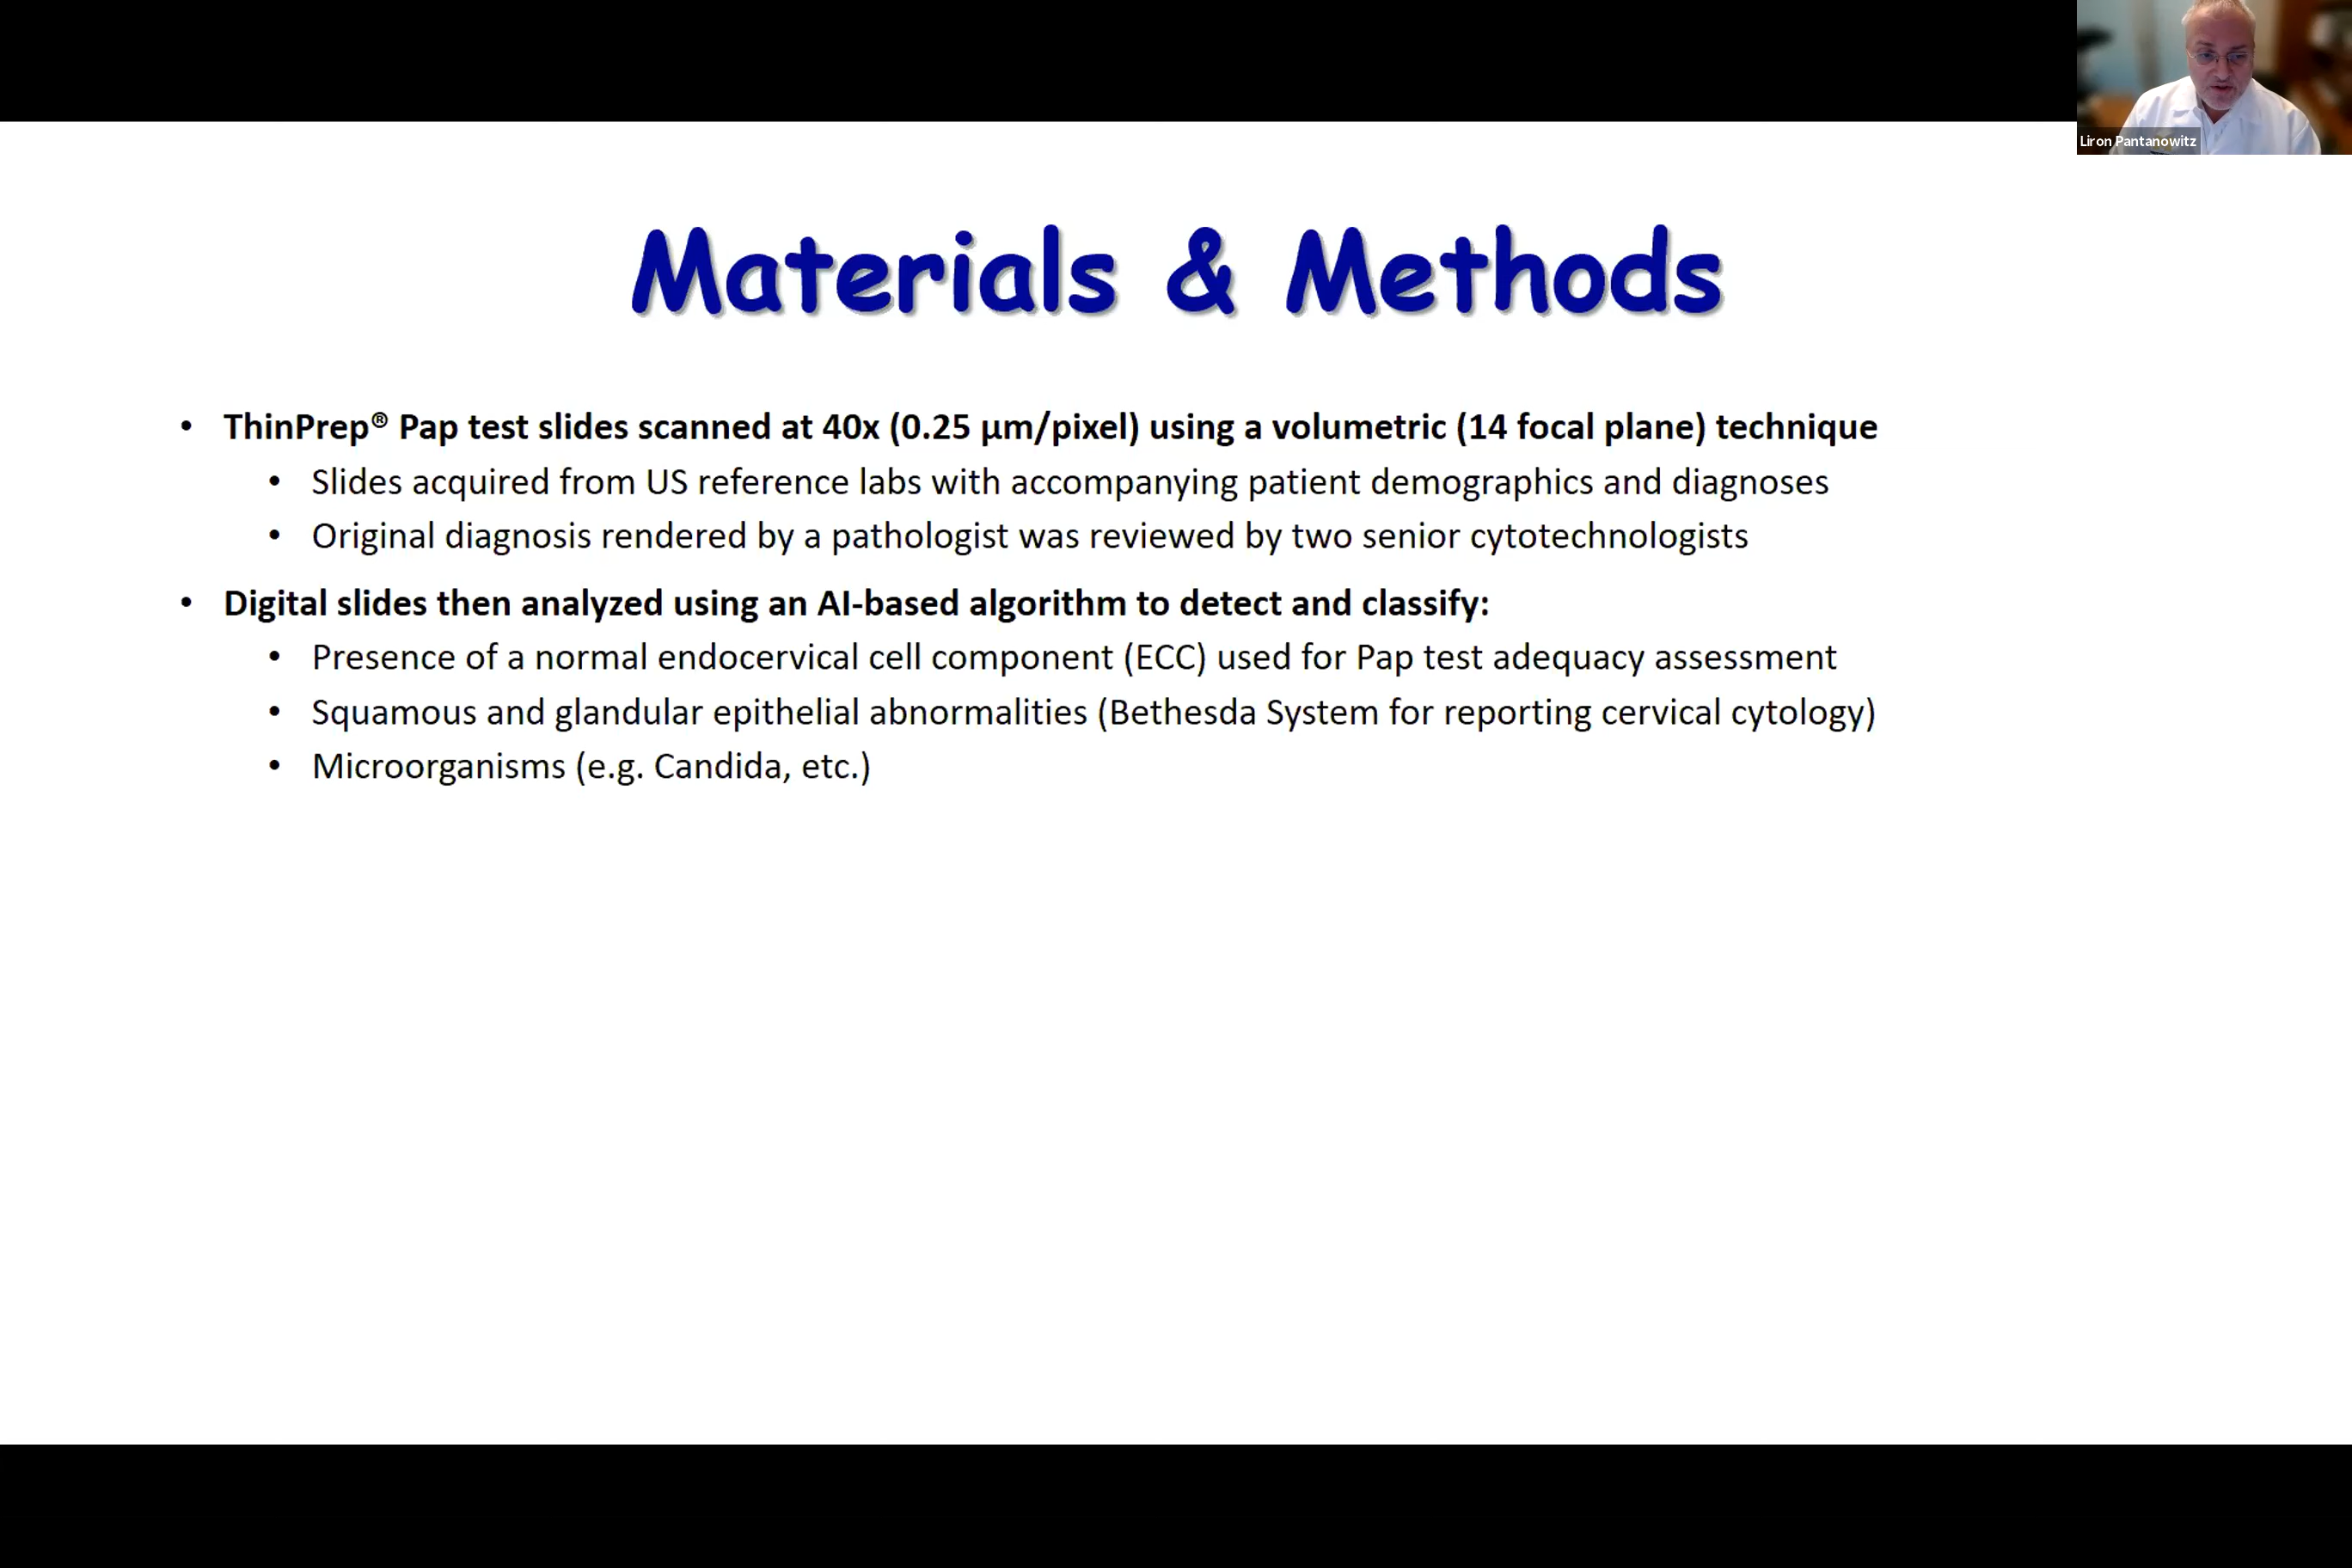 Liron Pantanowitz
Materials & Methods
• ThinPrep® Pap test slides scanned at 40x (0.25 µm/pixel) using a volumetric (14 focal plane) technique
• Slides acquired from US reference labs with accompanying patient demographics and diagnoses
• Original diagnosis rendered by a pathologist was reviewed by two senior cytotechnologists
• Digital slides then analyzed using an AI-based algorithm to detect and classify:
• Presence of a normal endocervical cell component (ECC) used for Pap test adequacy assessment
• Squamous and glandular epithelial abnormalities (Bethesda System for reporting cervical cytology)
• Microorganisms (e.g. Candida, etc.)